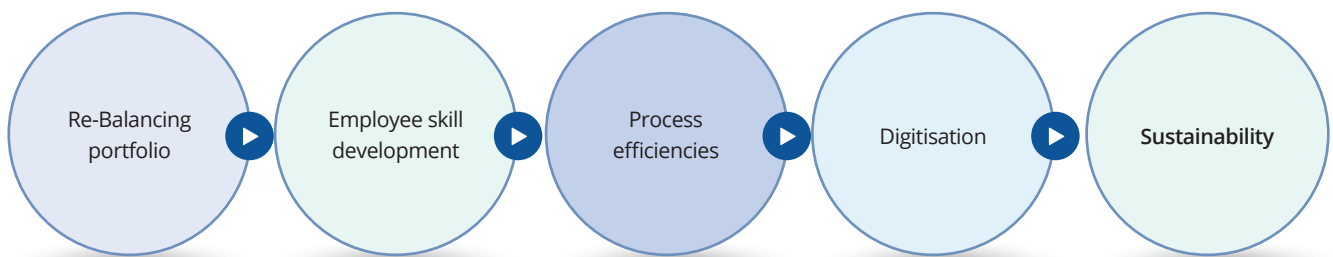 Re-Balancing
portfolio
Employee skill
development
Process
efficiencies
Digitisation
Sustainability